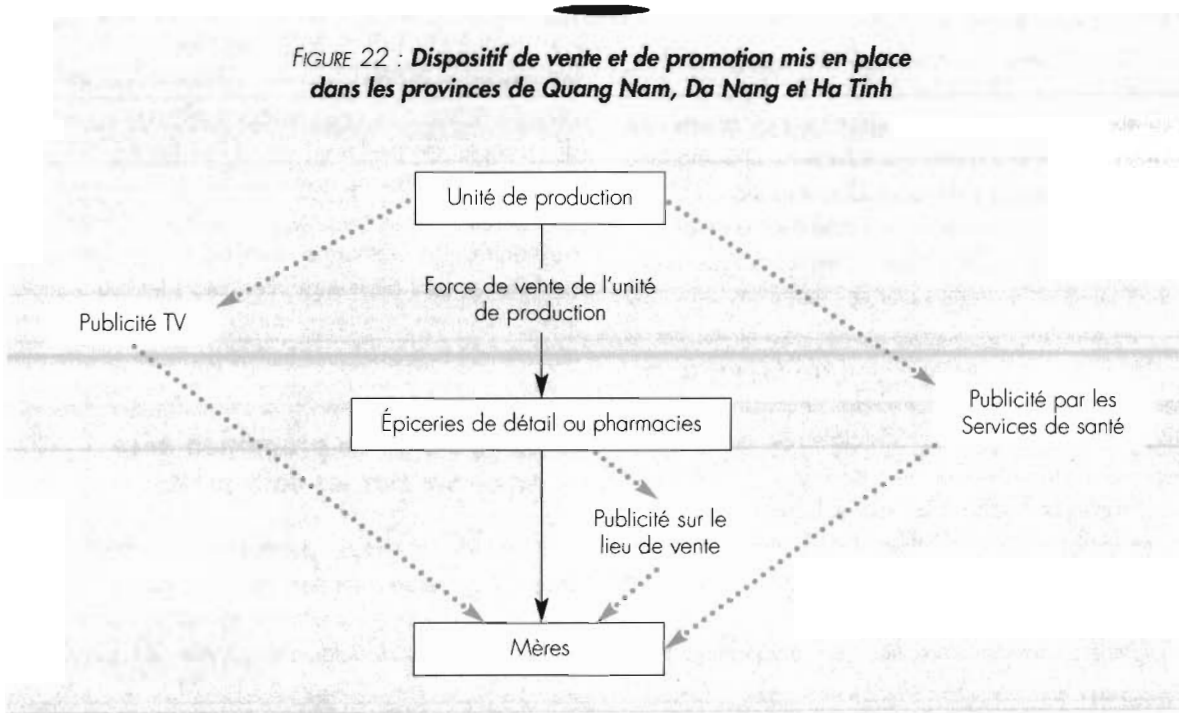 FIGURE 22 : Dispositif de vente et de promotion mis en place
dans les provinces de Quang Nam, Da Nang et Ha Tinh
Unité de production
Force de vente de l'unité
de production
Publicité TV
Épiceries de détail ou pharmacies
Publicité par les
Services de santé
Publicité sur le
lieu de vente
Mères